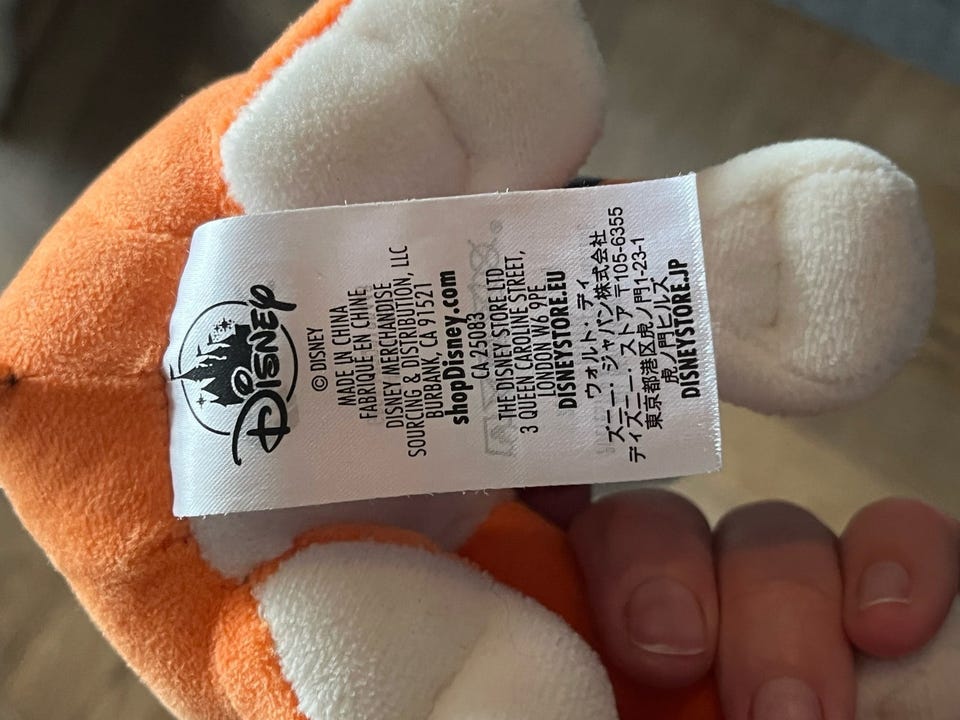 DISNEY
© DISNEY
MADE IN CHINA
FABRIQUÉ EN CHINE
DISNEY MERCHANDISE
SOURCING & DISTRIBUTION, LLC
BURBANK, CA 91521
shopDisney.com
CA 25083
THE DISNEY STORE LTD
3 QUEEN CAROLINE STREET,
LONDON W6 9PE
DISNEYSTORE.EU
ウォルト・ディ
ズニー・ジャパン株式会社
ディズニー・ストア 〒105-6355
東京都港区虎ノ門1-23-1
虎ノ門ヒルズ
DISNEYSTORE.JP